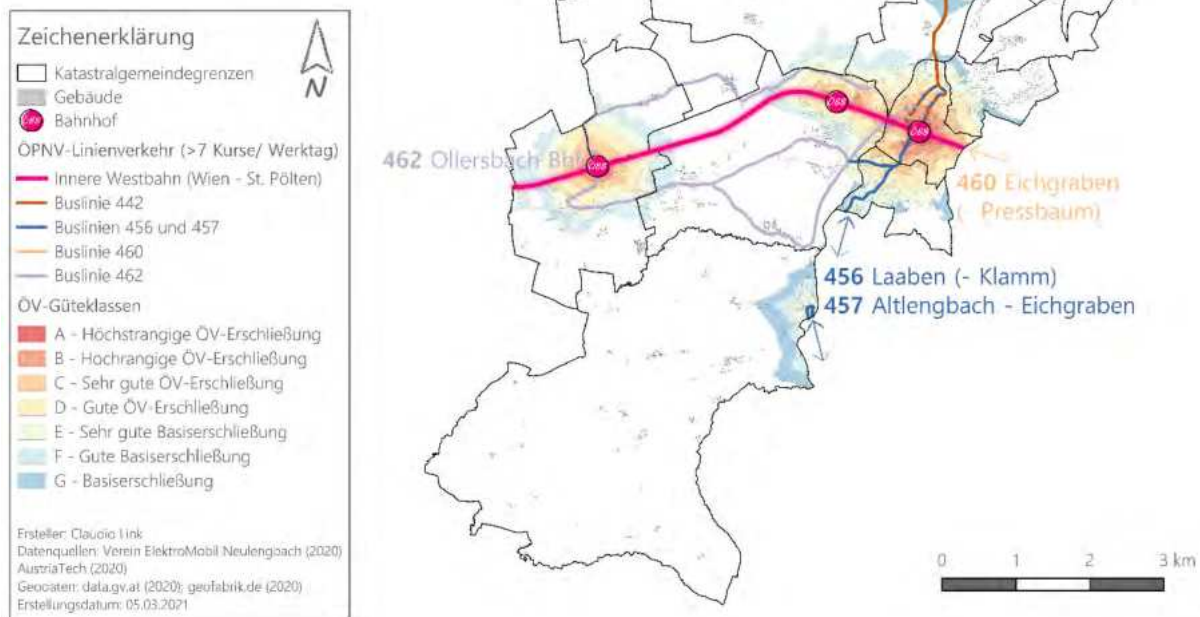 Zeichenerklärung
N
Katastralgemeindegrenzen
Gebäude
ÖBB Bahnhof
ÖPNV-Linienverkehr (>7 Kurse/ Werktag)
Innere Westbahn (Wien - St. Pölten)
Buslinie 442
Buslinien 456 und 457
Buslinie 460
Buslinie 462
ÖV-Güteklassen
A - Höchstrangige ÖV-Erschließung
B - Hochrangige ÖV-Erschließung
C - Sehr gute ÖV-Erschließung
D - Gute ÖV-Erschließung
E - Sehr gute Basiserschließung
F - Gute Basiserschließung
G - Basiserschließung
Ersteller: Claudio Link
Datenquellen: Verein ElektroMobil Neulengbach (2020)
AustriaTech (2020)
Geodaten: data.gv.at (2020); geofabrik.de (2020)
Erstellungsdatum: 05.03.2021
ÖBB
ÖBB
ÖBB
462 Ollersbach Bhf
460 Eichgraben
(- Pressbaum)
456 Laaben (- Klamm)
457 Altlengbach - Eichgraben
0 1 2 3 km